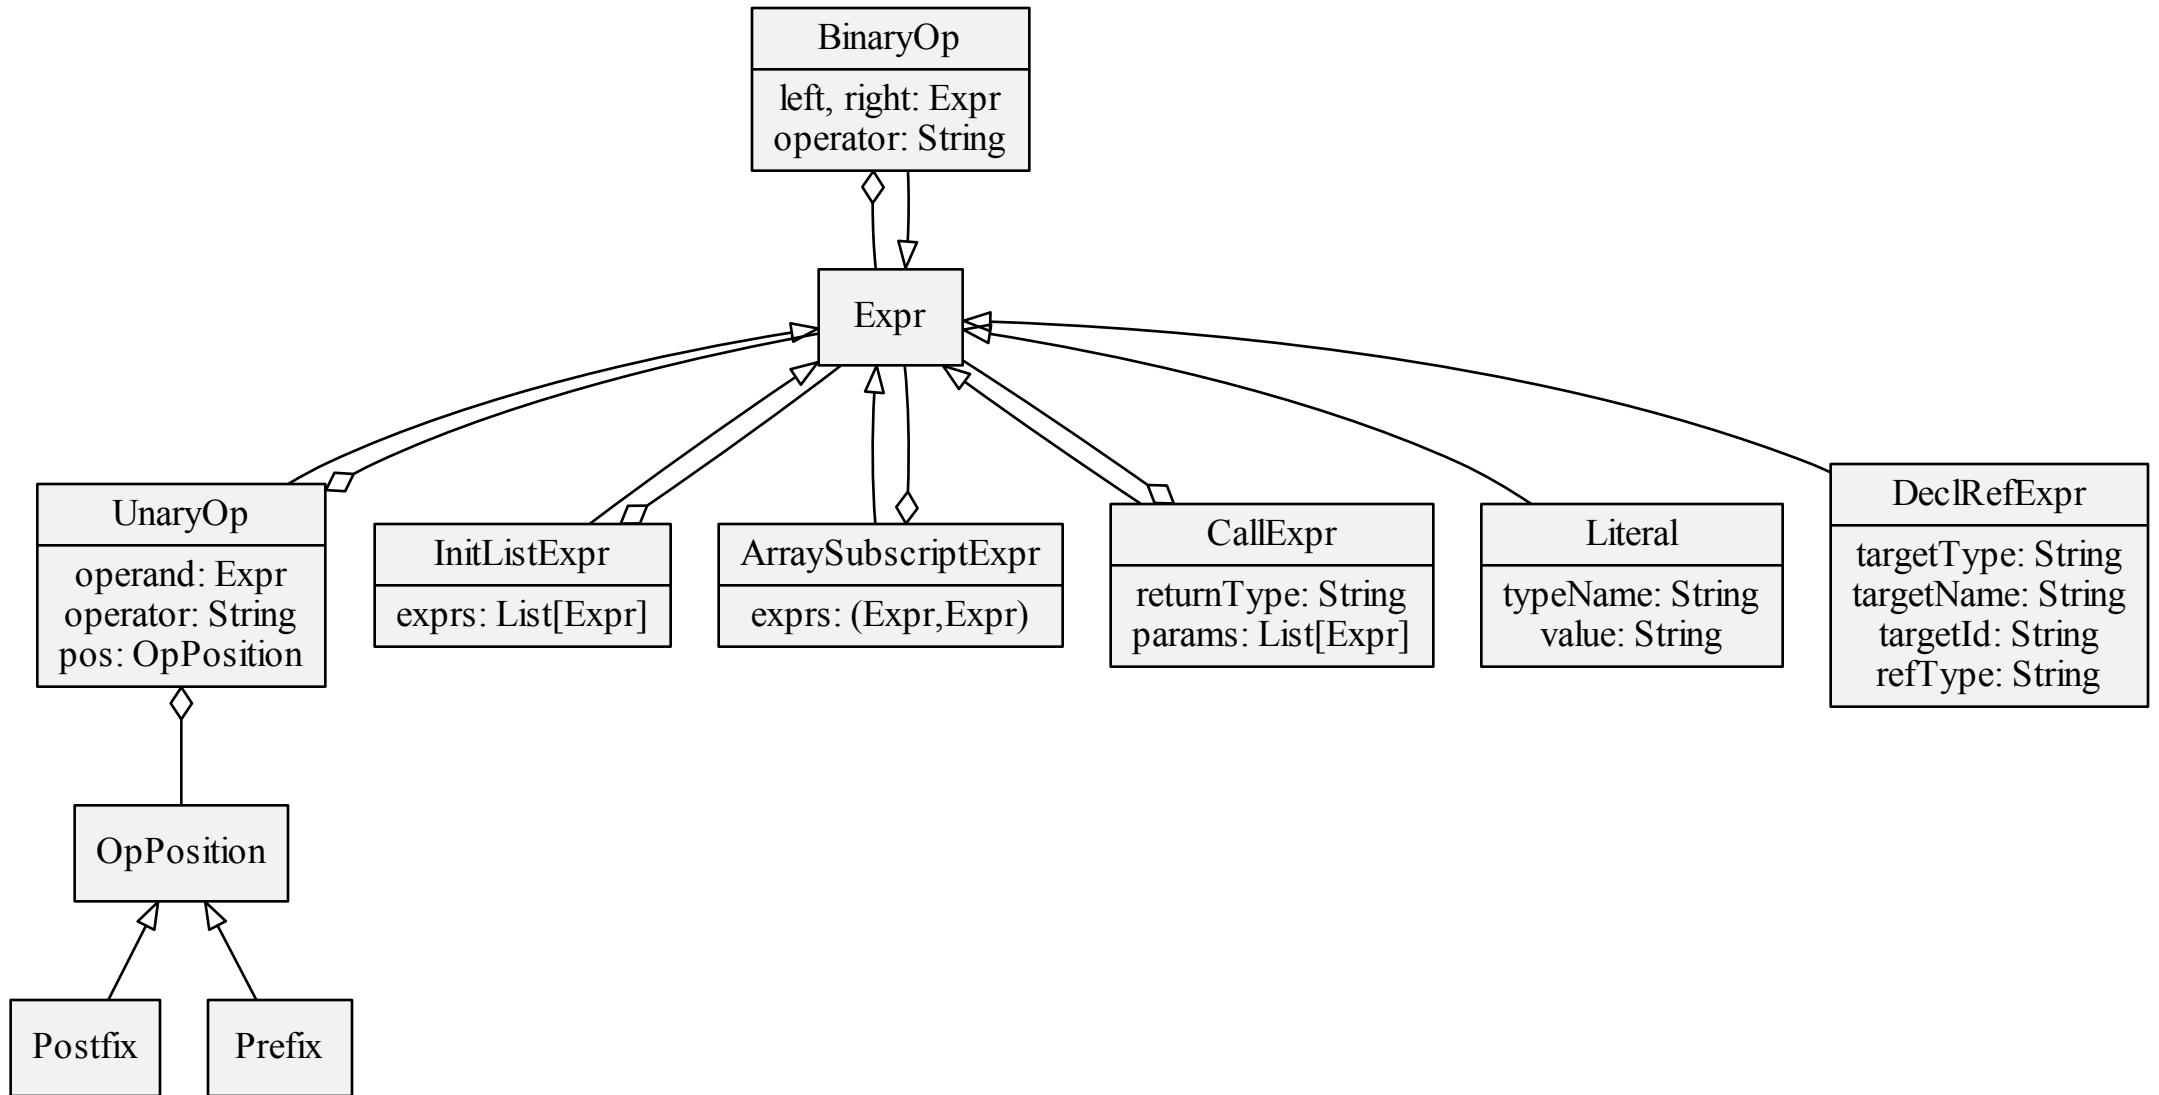 BinaryOp
left, right: Expr
operator: String
Expr
UnaryOp
operand: Expr
operator: String
pos: OpPosition
InitListExpr
exprs: List[Expr]
ArraySubscriptExpr
exprs: (Expr,Expr)
CallExpr
returnType: String
params: List[Expr]
Literal
typeName: String
value: String
DeclRefExpr
targetType: String
targetName: String
targetId: String
refType: String
OpPosition
Postfix
Prefix